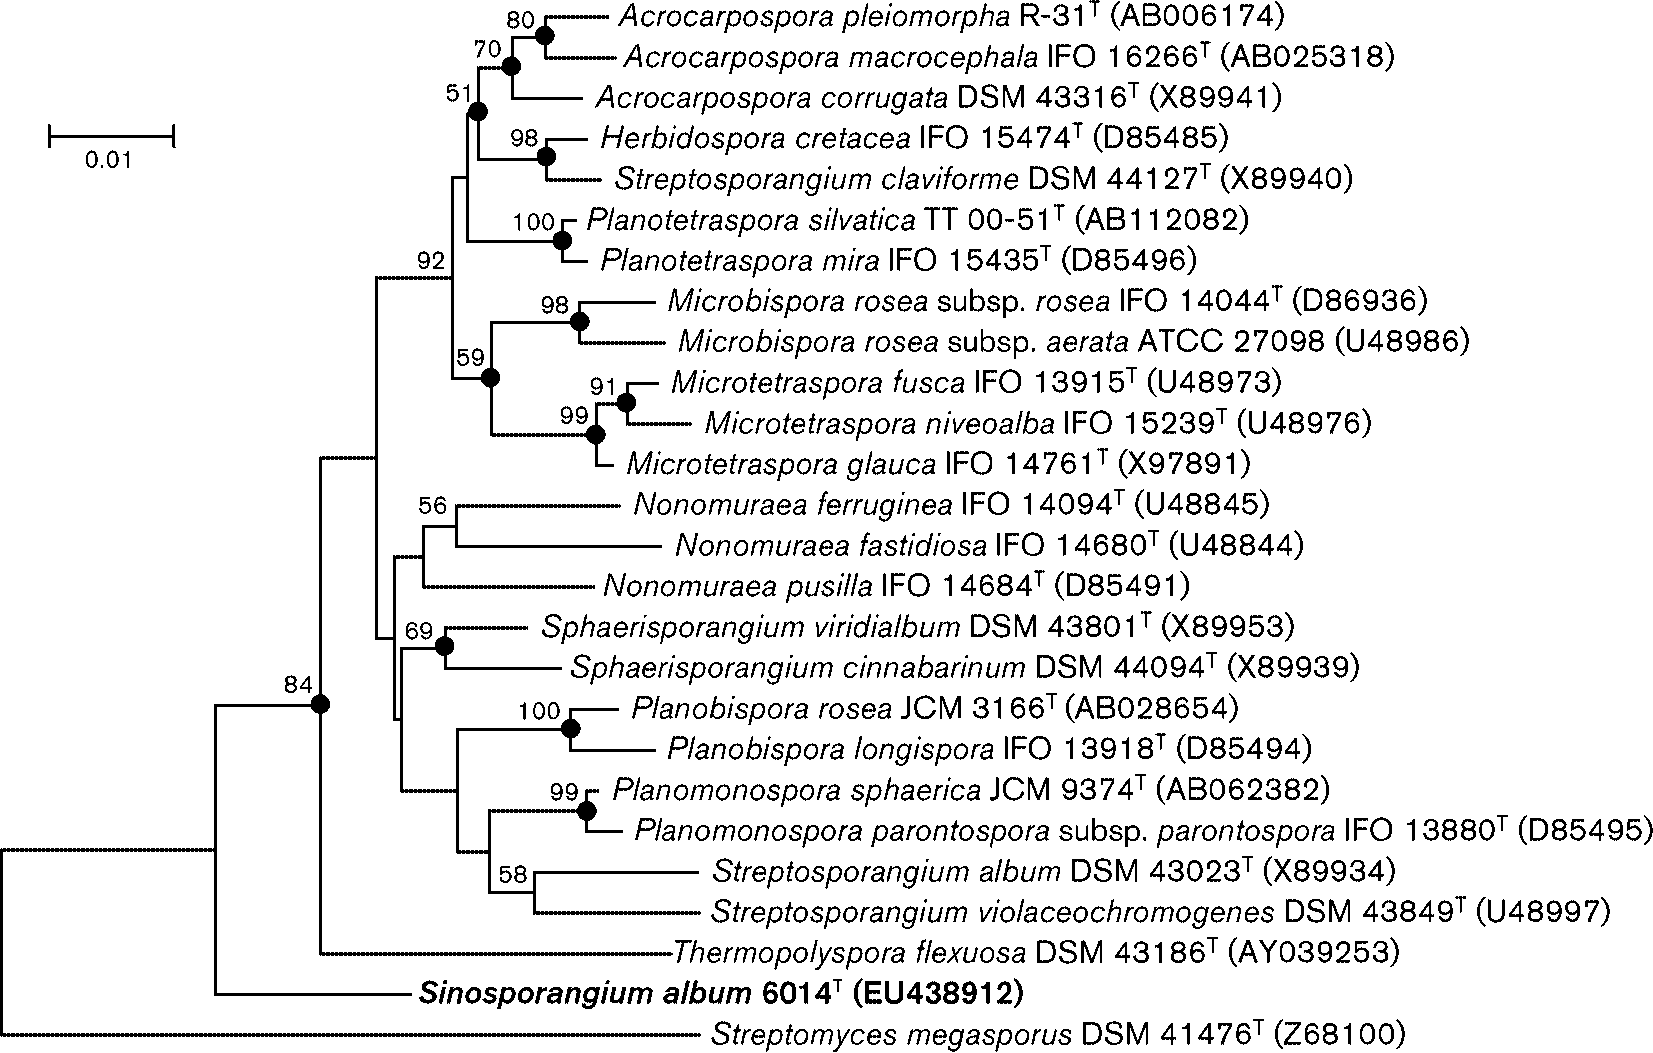 80 Acrocarpospora pleiomorpha R-31ᵀ (AB006174)
70 Acrocarpospora macrocephala IFO 16266ᵀ (AB025318)
51 Acrocarpospora corrugata DSM 43316ᵀ (X89941)
98 Herbidospora cretacea IFO 15474ᵀ (D85485)
0.01
Streptosporangium claviforme DSM 44127ᵀ (X89940)
100 Planotetraspora silvatica TT 00-51ᵀ (AB112082)
92 Planotetraspora mira IFO 15435ᵀ (D85496)
98 Microbispora rosea subsp. rosea IFO 14044ᵀ (D86936)
Microbispora rosea subsp. aerata ATCC 27098 (U48986)
59
91 Microtetraspora fusca IFO 13915ᵀ (U48973)
99 Microtetraspora niveoalba IFO 15239ᵀ (U48976)
Microtetraspora glauca IFO 14761ᵀ (X97891)
56 Nonomuraea ferruginea IFO 14094ᵀ (U48845)
Nonomuraea fastidiosa IFO 14680ᵀ (U48844)
Nonomuraea pusilla IFO 14684ᵀ (D85491)
69 Sphaerisporangium viridialbum DSM 43801ᵀ (X89953)
Sphaerisporangium cinnabarinum DSM 44094ᵀ (X89939)
84
100 Planobispora rosea JCM 3166ᵀ (AB028654)
Planobispora longispora IFO 13918ᵀ (D85494)
99 Planomonospora sphaerica JCM 9374ᵀ (AB062382)
Planomonospora parontospora subsp. parontospora IFO 13880ᵀ (D85495)
58 Streptosporangium album DSM 43023ᵀ (X89934)
Streptosporangium violaceochromogenes DSM 43849ᵀ (U48997)
Thermopolyspora flexuosa DSM 43186ᵀ (AY039253)
Sinosporangium album 6014ᵀ (EU438912)
Streptomyces megasporus DSM 41476ᵀ (Z68100)